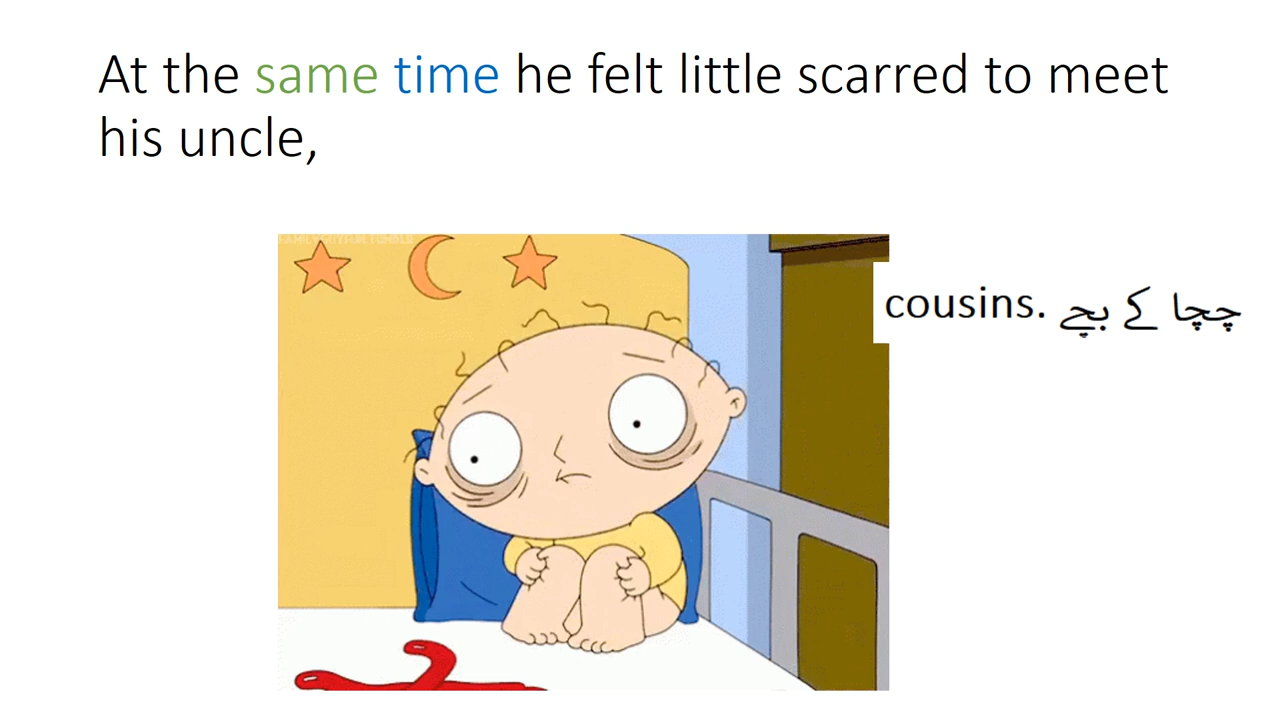 At the same time he felt little scarred to meet
his uncle,
cousins. چچا کے بچے